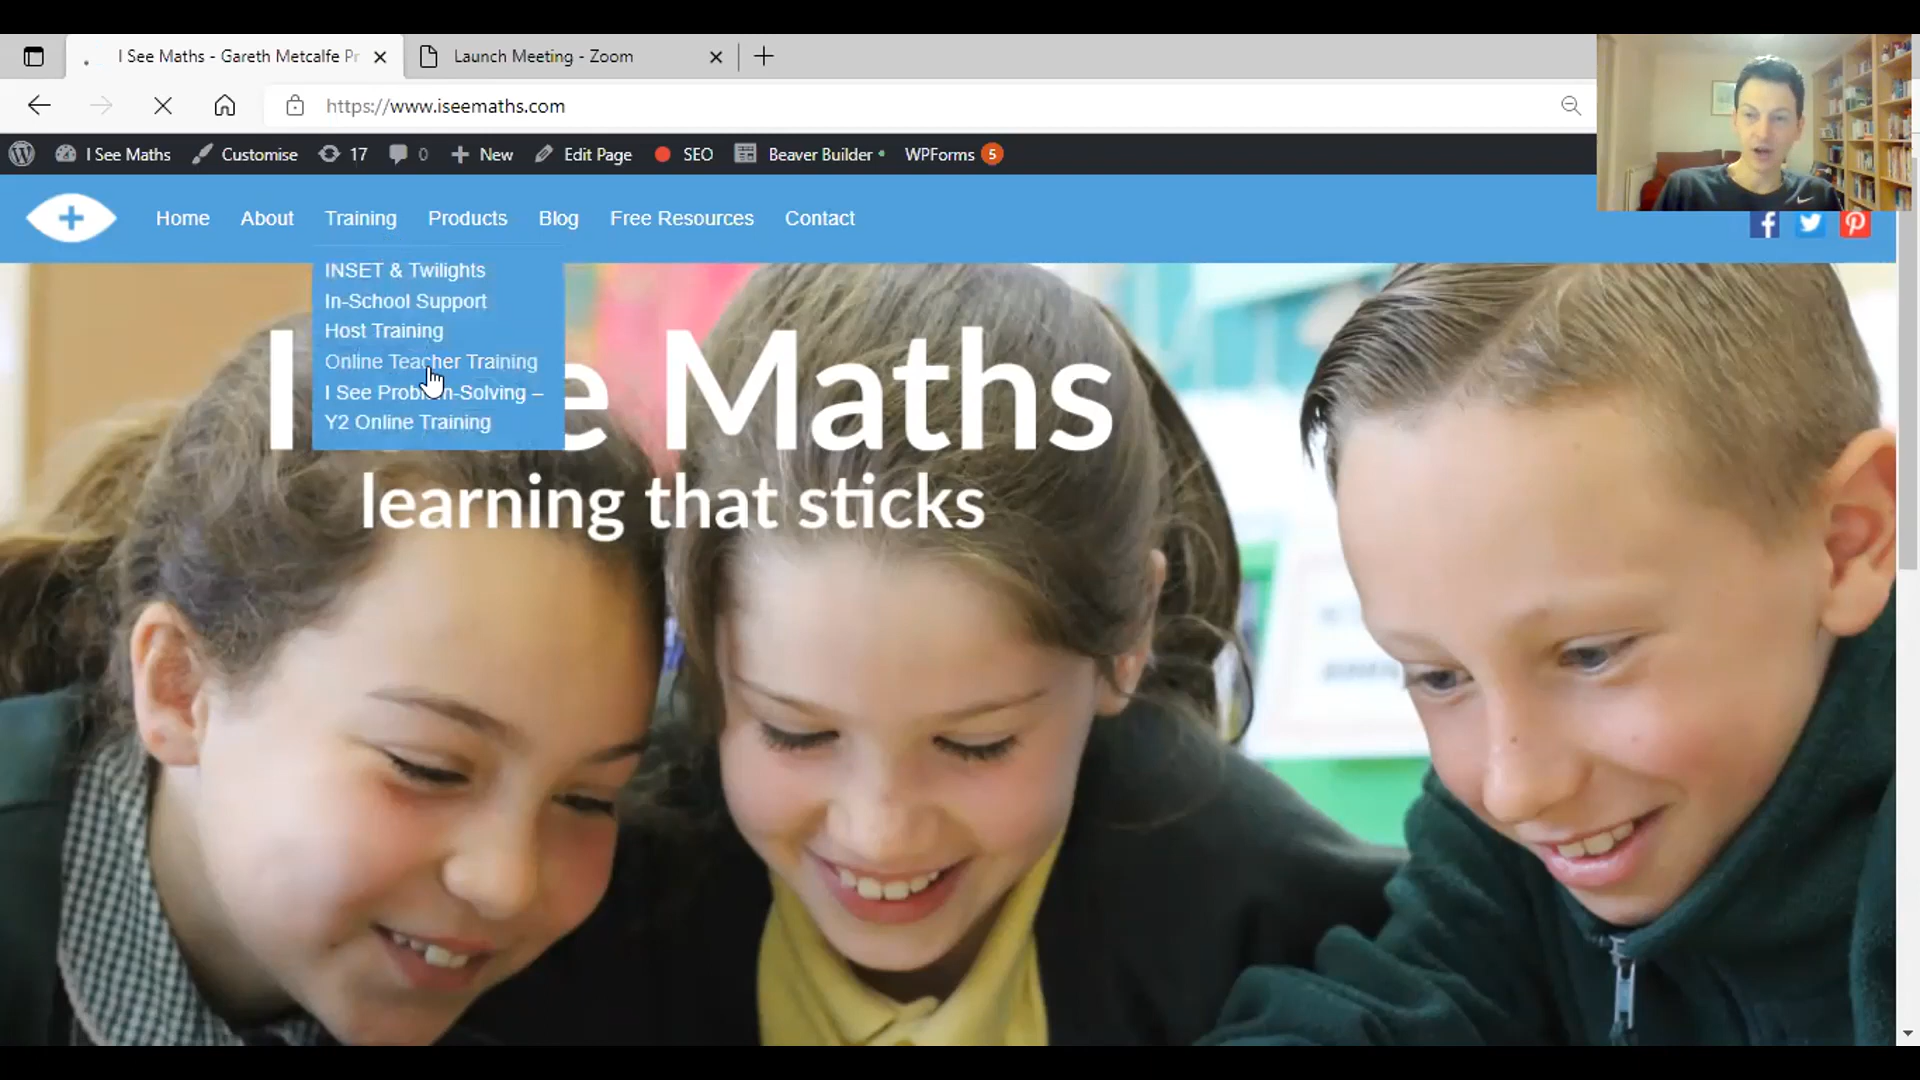 I See Maths - Gareth Metcalfe Pr
Launch Meeting - Zoom
https://www.iseemaths.com
I See Maths
Customise
17
0
New
Edit Page
SEO
Beaver Builder
WPForms
5
Home
About
Training
Products
Blog
Free Resources
Contact
INSET & Twilights
In-School Support
Host Training
Online Teacher Training
I See Problem-Solving –
Y2 Online Training
I See Maths
learning that sticks